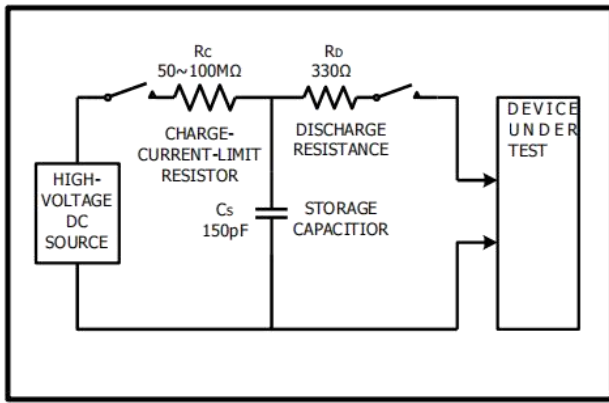 RC
50~100MΩ
RD
330Ω
CHARGE-
CURRENT-LIMIT
RESISTOR
DISCHARGE
RESISTANCE
DEVICE
UNDER
TEST
HIGH-
VOLTAGE
DC
SOURCE
CS
150pF
STORAGE
CAPACITIOR